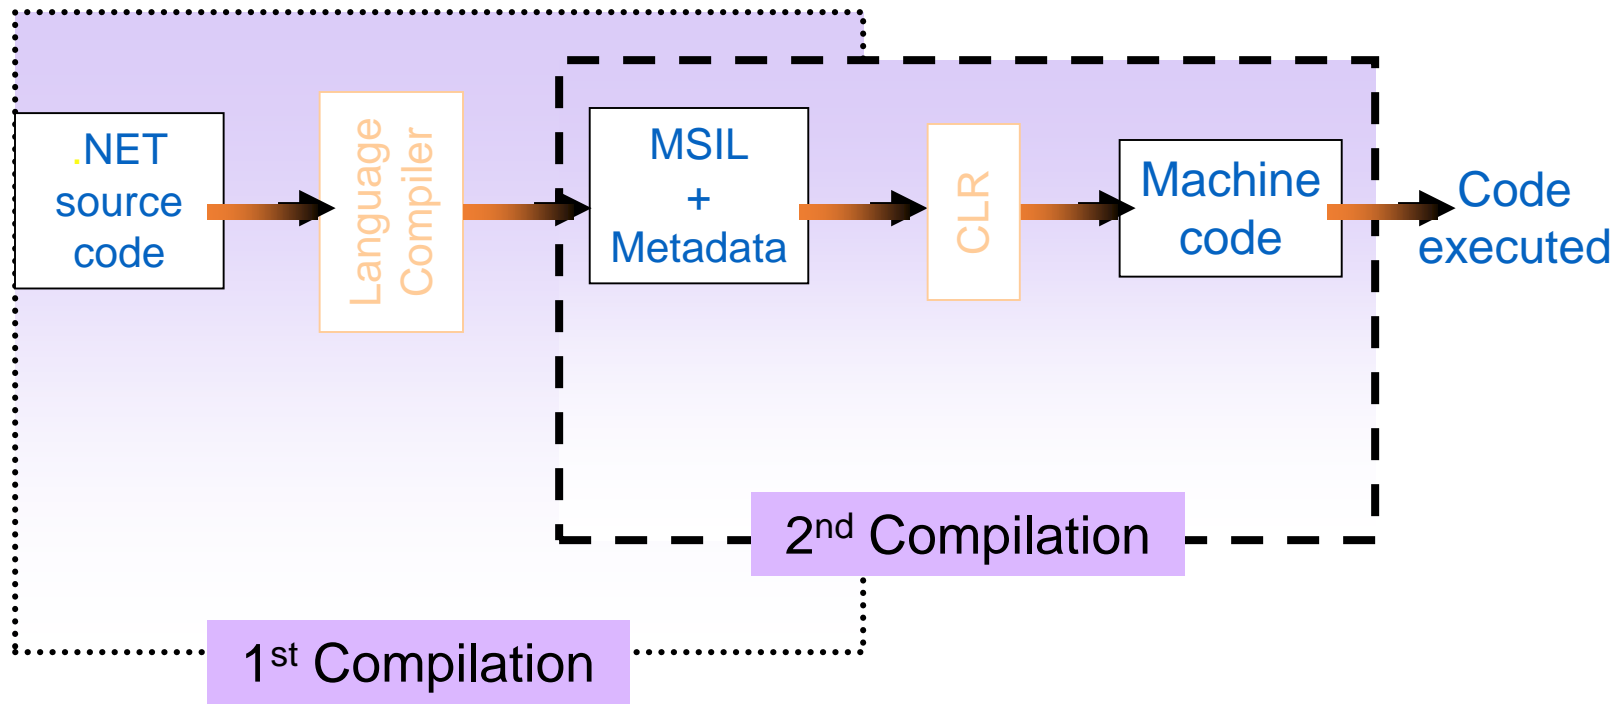 .NET
source
code
Language
Compiler
MSIL
+
Metadata
CLR
Machine
code
Code
executed
2nd Compilation
1st Compilation